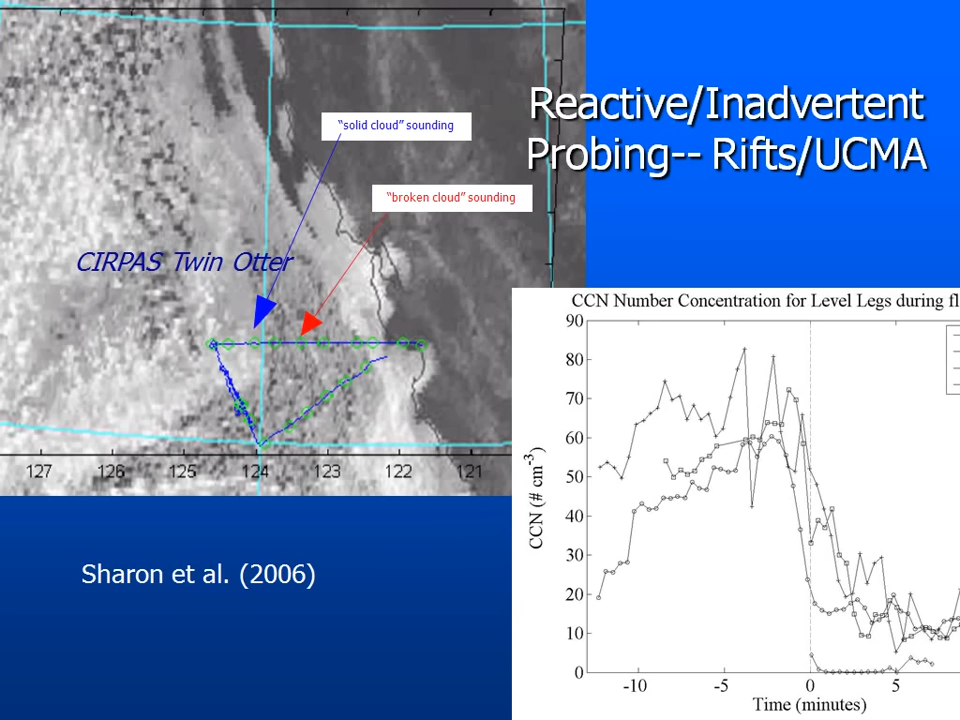 Reactive/Inadvertent
Probing-- Rifts/UCMA
“solid cloud” sounding
“broken cloud” sounding
CIRPAS Twin Otter
127 126 125 124 123 122 121
Sharon et al. (2006)
CCN Number Concentration for Level Legs during fl
90
80
70
60
50
40
30
20
10
0
CCN (# cm-3)
-10 -5 0 5
Time (minutes)